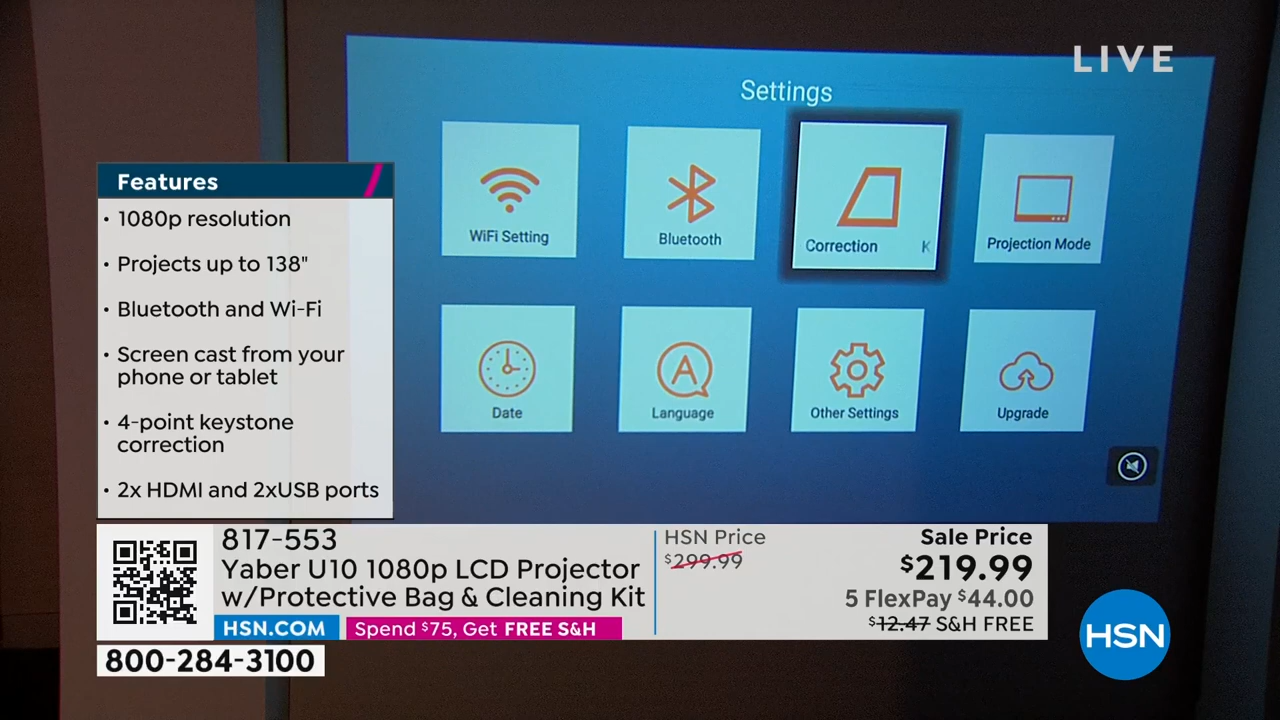 LIVE
Settings
WiFi Setting
Bluetooth
Correction K
Projection Mode
Date
Language
Other Settings
Upgrade
Features
• 1080p resolution
• Projects up to 138"
• Bluetooth and Wi-Fi
• Screen cast from your
phone or tablet
• 4-point keystone
correction
• 2x HDMI and 2xUSB ports
817-553
Yaber U10 1080p LCD Projector
w/Protective Bag & Cleaning Kit
HSN.COM
Spend $75, Get FREE S&H
HSN Price
$299.99
Sale Price
$219.99
5 FlexPay $44.00
$12.47 S&H FREE
800-284-3100
HSN